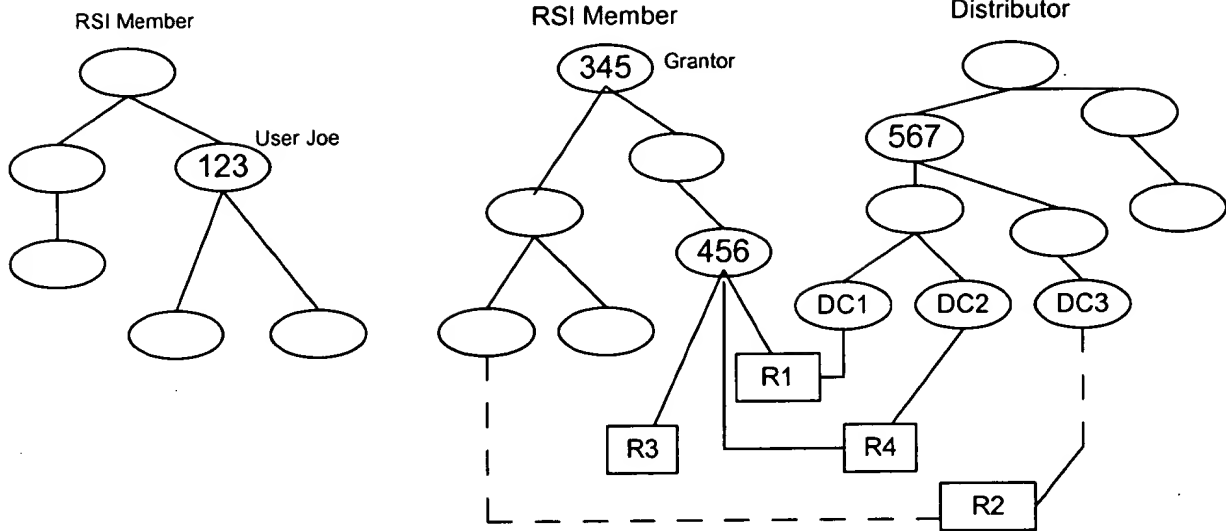 RSI Member
RSI Member
Distributor
345
Grantor
User Joe
123
567
456
DC1
DC2
DC3
R1
R3
R4
R2